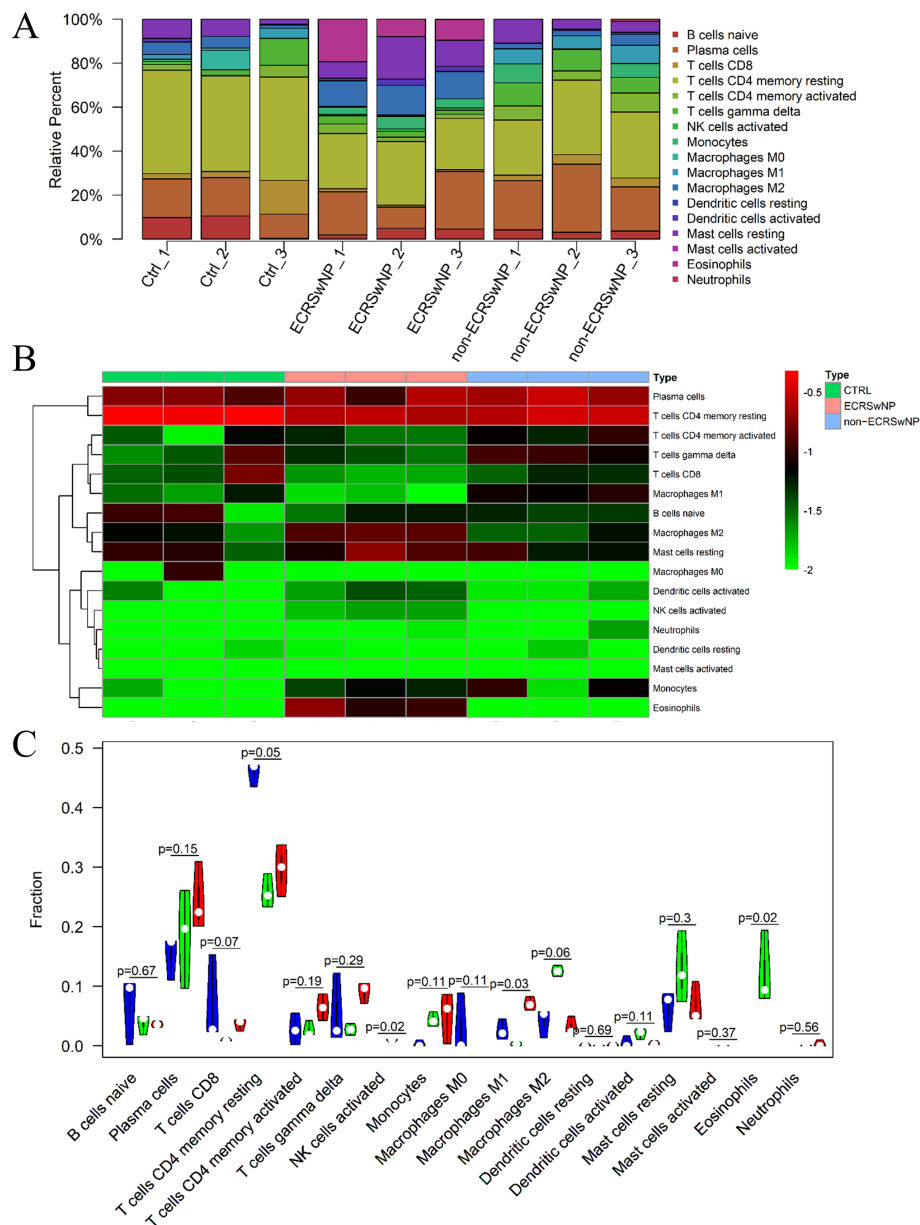 A
100%
80%
60%
40%
20%
0%
Relative Percent
Ctrl_1
Ctrl_2
Ctrl_3
ECRSwNP_1
ECRSwNP_2
ECRSwNP_3
non-ECRSwNP_1
non-ECRSwNP_2
non-ECRSwNP_3
B cells naive
Plasma cells
T cells CD8
T cells CD4 memory resting
T cells CD4 memory activated
T cells gamma delta
NK cells activated
Monocytes
Macrophages M0
Macrophages M1
Macrophages M2
Dendritic cells resting
Dendritic cells activated
Mast cells resting
Mast cells activated
Eosinophils
Neutrophils
B
Type
Plasma cells
T cells CD4 memory resting
T cells CD4 memory activated
T cells gamma delta
T cells CD8
Macrophages M1
B cells naive
Macrophages M2
Mast cells resting
Macrophages M0
Dendritic cells activated
NK cells activated
Neutrophils
Dendritic cells resting
Mast cells activated
Monocytes
Eosinophils
-0.5
-1
-1.5
-2
Type
CTRL
ECRSwNP
non-ECRSwNP
C
0.5
0.4
0.3
0.2
0.1
0.0
Fraction
p=0.67
p=0.15
p=0.07
p=0.05
p=0.19
p=0.29
p=0.02
p=0.11
p=0.11
p=0.03
p=0.06
p=0.69
p=0.11
p=0.3
p=0.37
p=0.02
p=0.56
B cells naive
Plasma cells
T cells CD8
T cells CD4 memory resting
T cells CD4 memory activated
T cells gamma delta
NK cells activated
Monocytes
Macrophages M0
Macrophages M1
Macrophages M2
Dendritic cells resting
Dendritic cells activated
Mast cells resting
Mast cells activated
Eosinophils
Neutrophils